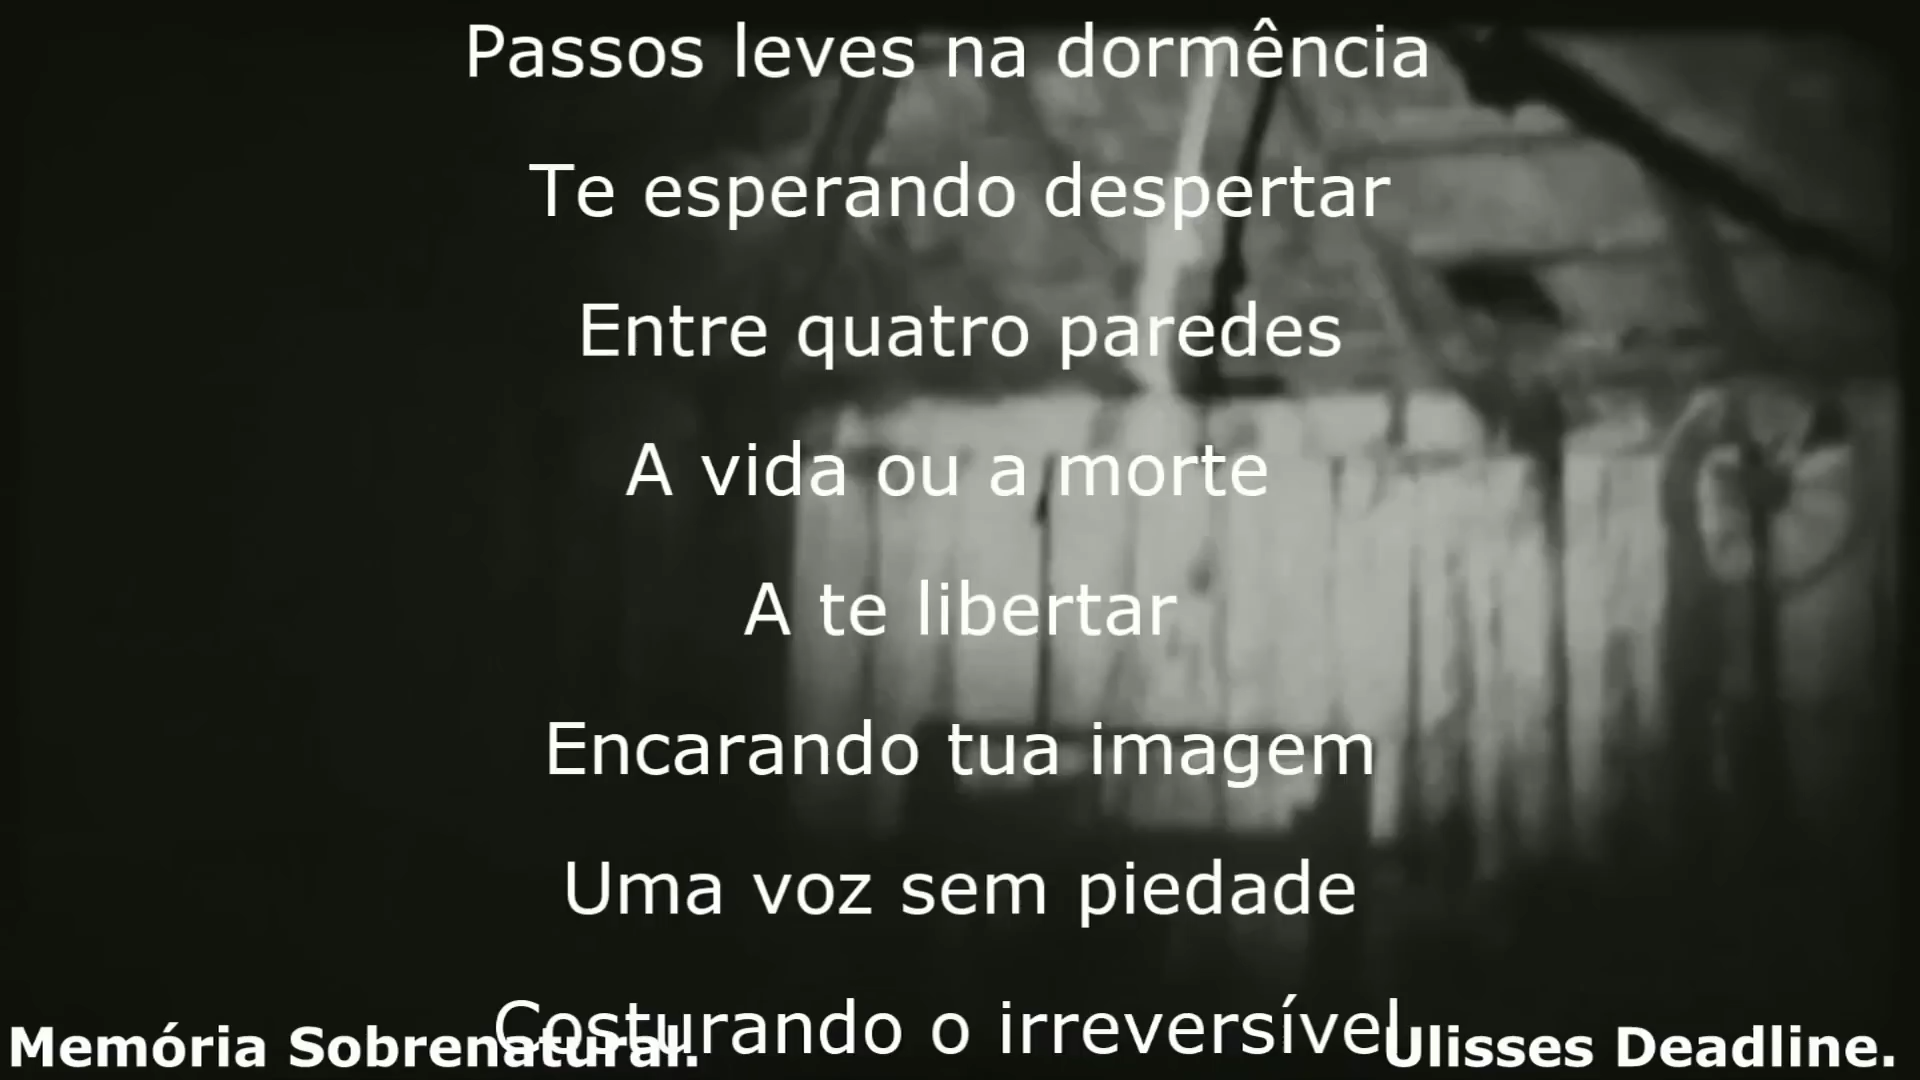 Passos leves na dormência
Te esperando despertar
Entre quatro paredes
A vida ou a morte
A te libertar
Encarando tua imagem
Uma voz sem piedade
Costurando o irreversível
Memória Sobrenatural.
Ulisses Deadline.